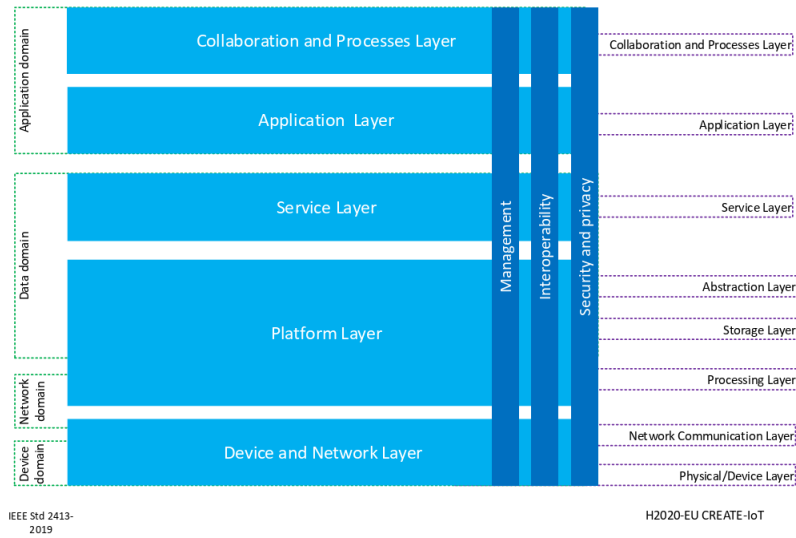 Application domain
Collaboration and Processes Layer
Application  Layer
Data domain
Service Layer
Platform Layer
Network
domain
Device
domain
Device and Network Layer
Management
Interoperability
Security and privacy
Collaboration and Processes Layer
Application Layer
Service Layer
Abstraction Layer
Storage Layer
Processing Layer
Network Communication Layer
Physical/Device Layer
IEEE Std 2413-
2019
H2020-EU CREATE-IoT